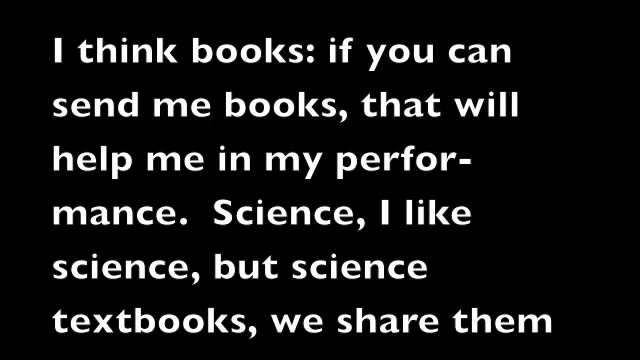 I think books: if you can
send me books, that will
help me in my perfor-
mance.  Science, I like
science, but science
textbooks, we share them